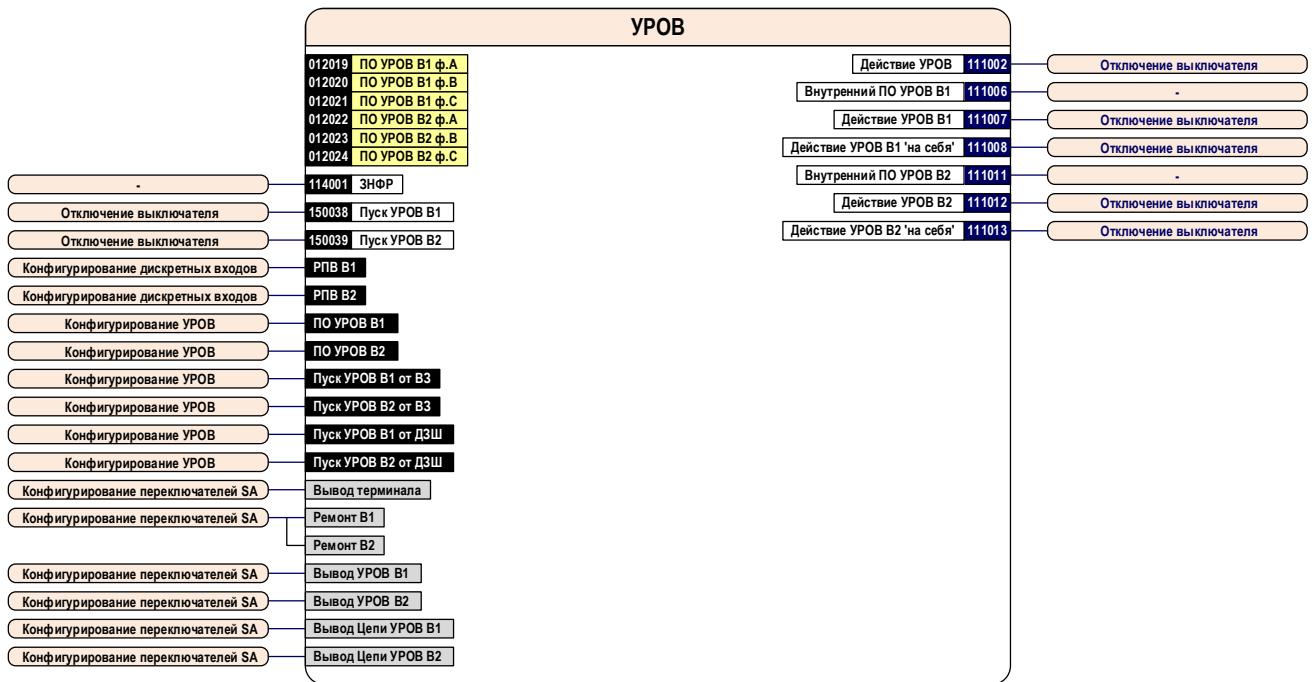 УРОВ
012019 ПО УРОВ В1 ф.А
012020 ПО УРОВ В1 ф.В
012021 ПО УРОВ В1 ф.С
012022 ПО УРОВ В2 ф.А
012023 ПО УРОВ В2 ф.В
012024 ПО УРОВ В2 ф.С
- 114001 ЗНФР
Отключение выключателя 150038 Пуск УРОВ В1
Отключение выключателя 150039 Пуск УРОВ В2
Конфигурирование дискретных входов РПВ В1
Конфигурирование дискретных входов РПВ В2
Конфигурирование УРОВ ПО УРОВ В1
Конфигурирование УРОВ ПО УРОВ В2
Конфигурирование УРОВ Пуск УРОВ В1 от ВЗ
Конфигурирование УРОВ Пуск УРОВ В2 от ВЗ
Конфигурирование УРОВ Пуск УРОВ В1 от ДЗШ
Конфигурирование УРОВ Пуск УРОВ В2 от ДЗШ
Конфигурирование переключателей SA Вывод терминала
Конфигурирование переключателей SA Ремонт В1
Ремонт В2
Конфигурирование переключателей SA Вывод УРОВ В1
Конфигурирование переключателей SA Вывод УРОВ В2
Конфигурирование переключателей SA Вывод Цепи УРОВ В1
Конфигурирование переключателей SA Вывод Цепи УРОВ В2
Действие УРОВ 111002 Отключение выключателя
Внутренний ПО УРОВ В1 111006 -
Действие УРОВ В1 111007 Отключение выключателя
Действие УРОВ В1 'на себя' 111008 Отключение выключателя
Внутренний ПО УРОВ В2 111011 -
Действие УРОВ В2 111012 Отключение выключателя
Действие УРОВ В2 'на себя' 111013 Отключение выключателя